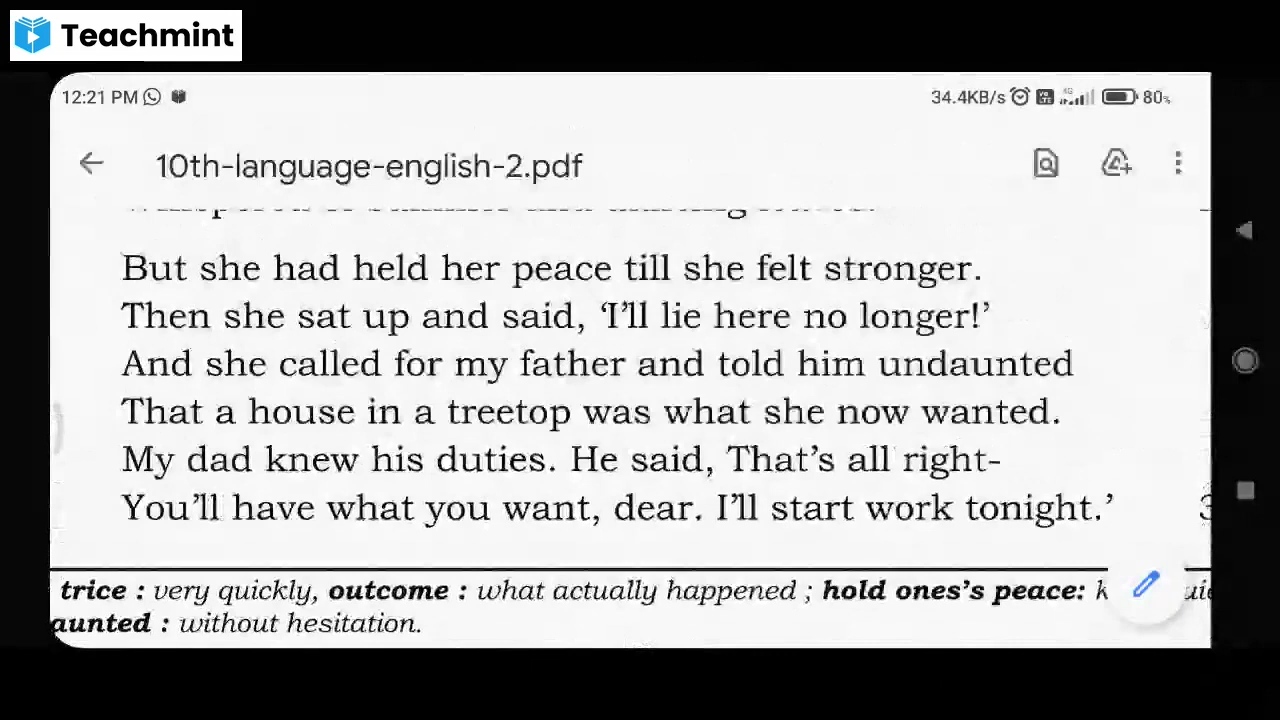 Teachmint
12:21 PM
34.4KB/s 80%
10th-language-english-2.pdf
But she had held her peace till she felt stronger.
Then she sat up and said, ‘I’ll lie here no longer!’
And she called for my father and told him undaunted
That a house in a treetop was what she now wanted.
My dad knew his duties. He said, That’s all right-
You’ll have what you want, dear. I’ll start work tonight.’
trice : very quickly, outcome : what actually happened ; hold ones’s peace:
aunted : without hesitation.